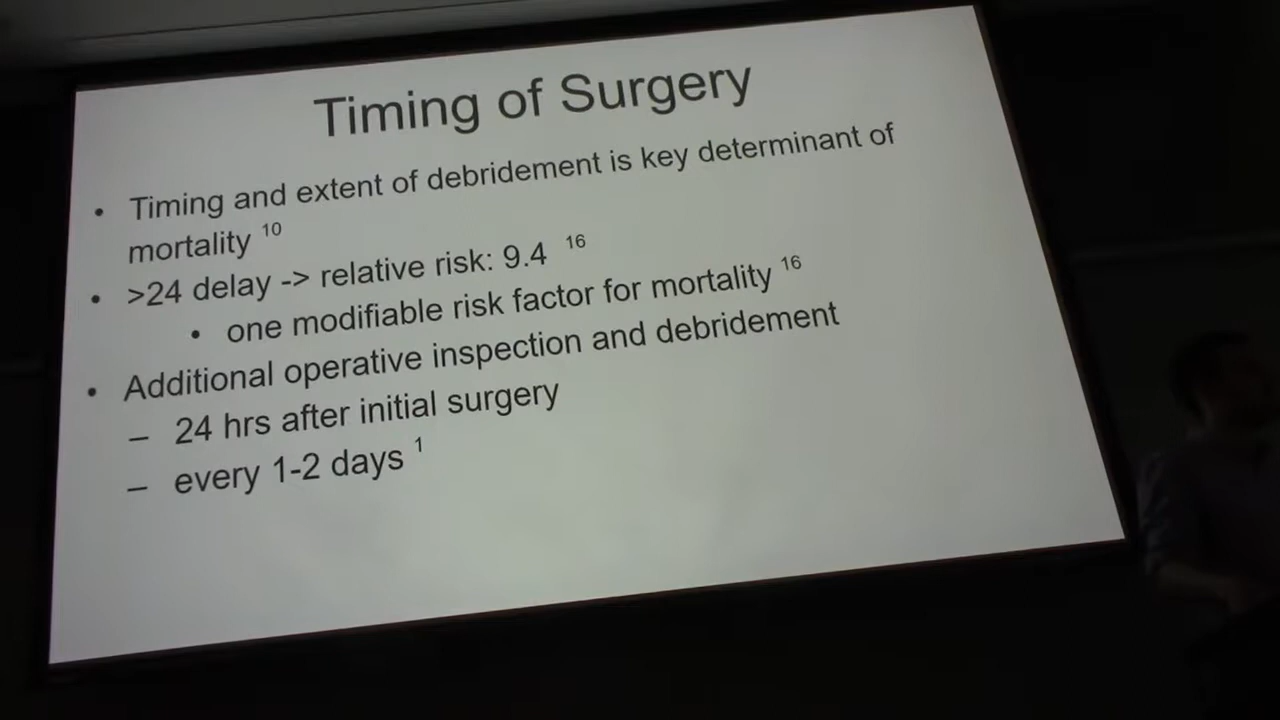 Timing of Surgery
• Timing and extent of debridement is key determinant of
mortality 10
• >24 delay -> relative risk: 9.4 16
• one modifiable risk factor for mortality 16
• Additional operative inspection and debridement
– 24 hrs after initial surgery
– every 1-2 days 1